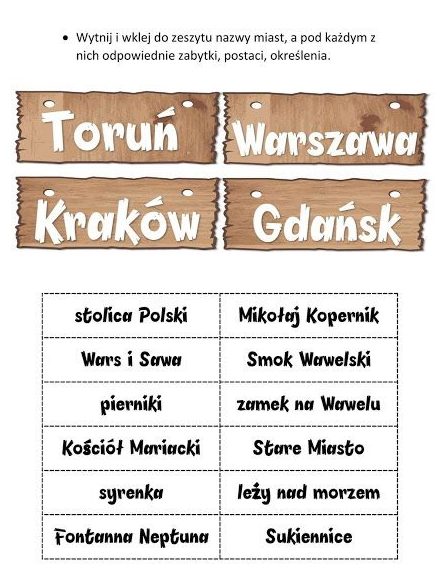 • Wytnij i wklej do zeszytu nazwy miast, a pod każdym z
nich odpowiednie zabytki, postaci, określenia.
Toruń Warszawa
Kraków Gdańsk
stolica Polski Mikołaj Kopernik
Wars i Sawa Smok Wawelski
pierniki zamek na Wawelu
Kościół Mariacki Stare Miasto
syrenka leży nad morzem
Fontanna Neptuna Sukiennice